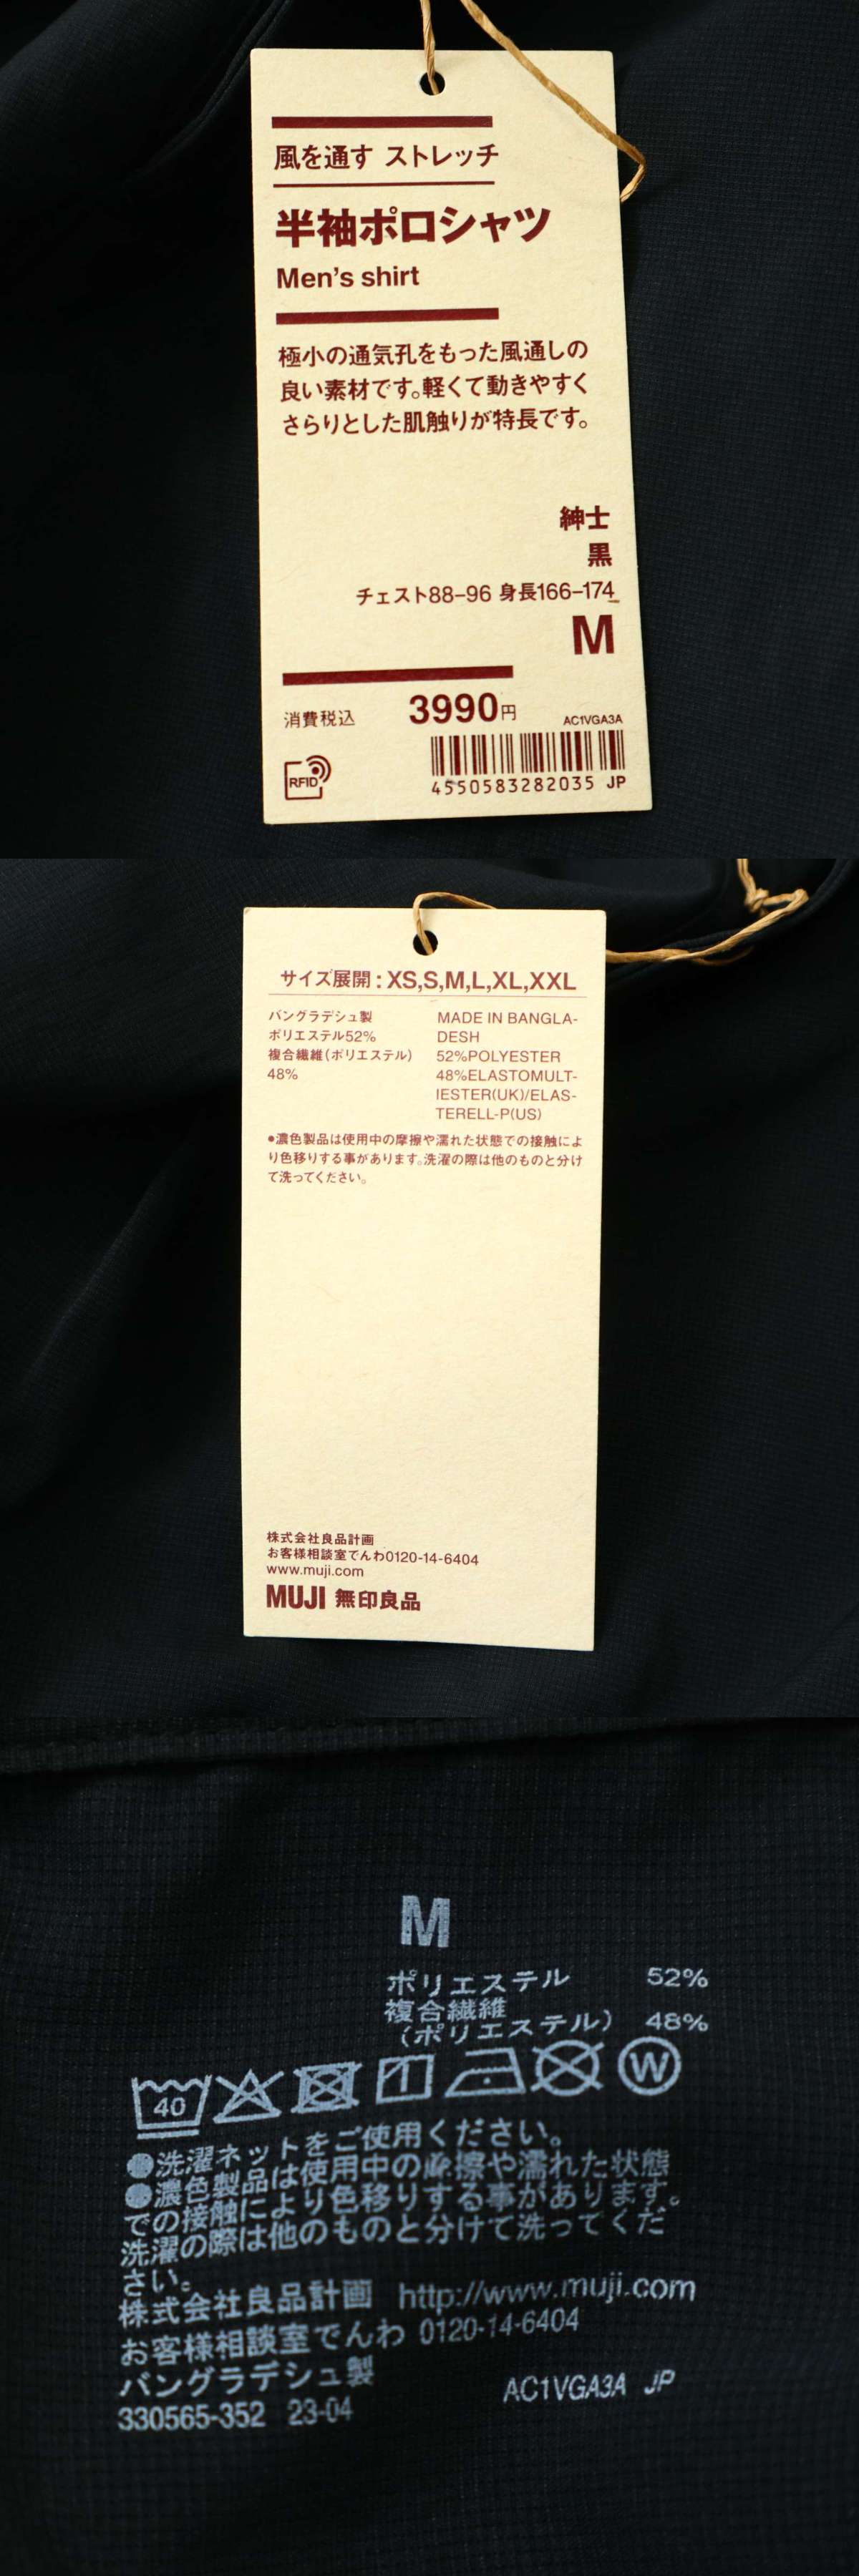 風を通す ストレッチ
半袖ポロシャツ
Men's shirt
極小の通気孔をもった風通しの
良い素材です。軽くて動きやすく
さらりとした肌触りが特長です。
紳士
黒
チェスト88–96 身長166–174
M
消費税込 3990円 AC1VGA3A
RFID
4550583282035 JP
サイズ展開:XS,S,M,L,XL,XXL
バングラデシュ製
ポリエステル52%
複合繊維(ポリエステル)
48%
MADE IN BANGLA-
DESH
52%POLYESTER
48%ELASTOMULT-
IESTER(UK)/ELAS-
TERELL-P(US)
●濃色製品は使用中の摩擦や濡れた状態での接触によ
り色移りする事があります。洗濯の際は他のものと分け
て洗ってください。
株式会社良品計画
お客様相談室でんわ0120-14-6404
www.muji.com
MUJI 無印良品
M
ポリエステル 52%
複合繊維
(ポリエステル) 48%
40 W
●洗濯ネットをご使用ください。
●濃色製品は使用中の摩擦や濡れた状態
での接触により色移りする事があります。
洗濯の際は他のものと分けて洗ってくだ
さい。
株式会社良品計画 http://www.muji.com
お客様相談室でんわ 0120-14-6404
バングラデシュ製
330565-352 23-04 AC1VGA3A JP